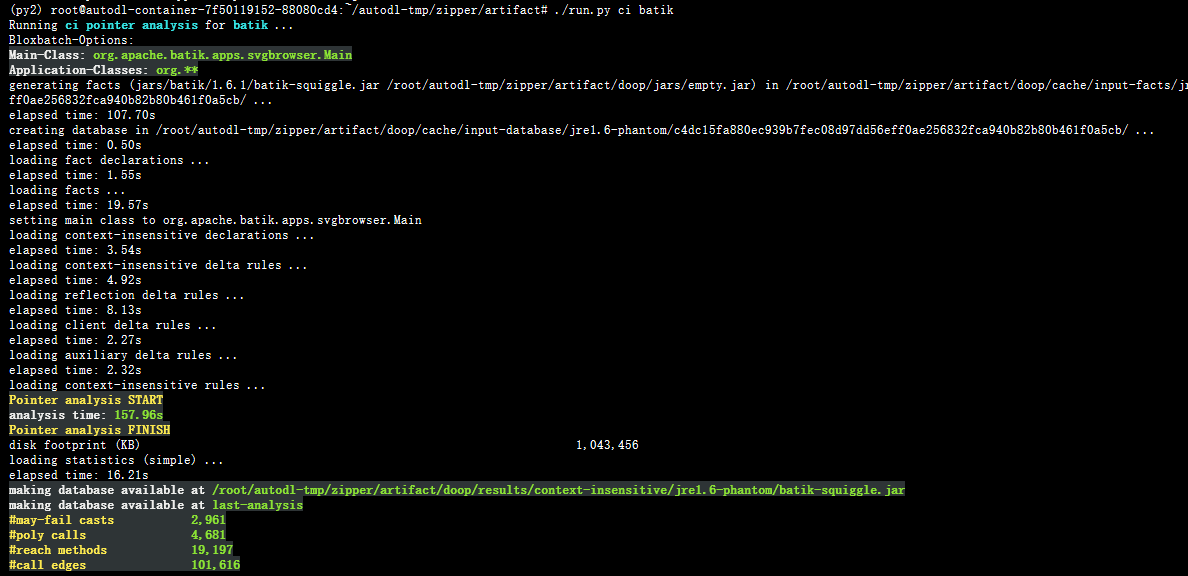 (py2) root@autodl-container-7f50119152-88080cd4:~/autodl-tmp/zipper/artifact# ./run.py ci batik
Running ci pointer analysis for batik ...
Bloxbatch-Options:
Main-Class: org.apache.batik.apps.svgbrowser.Main
Application-Classes: org.**
generating facts (jars/batik/1.6.1/batik-squiggle.jar /root/autodl-tmp/zipper/artifact/doop/jars/empty.jar) in /root/autodl-tmp/zipper/artifact/doop/cache/input-facts/jr
ff0ae256832fca940b82b80b461f0a5cb/ ...
elapsed time: 107.70s
creating database in /root/autodl-tmp/zipper/artifact/doop/cache/input-database/jre1.6-phantom/c4dc15fa880ec939b7fec08d97dd56eff0ae256832fca940b82b80b461f0a5cb/ ...
elapsed time: 0.50s
loading fact declarations ...
elapsed time: 1.55s
loading facts ...
elapsed time: 19.57s
setting main class to org.apache.batik.apps.svgbrowser.Main
loading context-insensitive declarations ...
elapsed time: 3.54s
loading context-insensitive delta rules ...
elapsed time: 4.92s
loading reflection delta rules ...
elapsed time: 8.13s
loading client delta rules ...
elapsed time: 2.27s
loading auxiliary delta rules ...
elapsed time: 2.32s
loading context-insensitive rules ...
Pointer analysis START
analysis time: 157.96s
Pointer analysis FINISH
disk footprint (KB) 1,043,456
loading statistics (simple) ...
elapsed time: 16.21s
making database available at /root/autodl-tmp/zipper/artifact/doop/results/context-insensitive/jre1.6-phantom/batik-squiggle.jar
making database available at last-analysis
#may-fail casts 2,961
#poly calls 4,681
#reach methods 19,197
#call edges 101,616